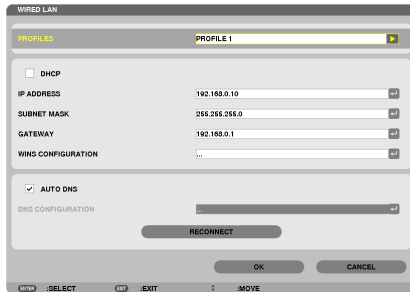 WIRED LAN
PROFILES PROFILE 1
DHCP
IP ADDRESS 192.168.0.10
SUBNET MASK 255.255.255.0
GATEWAY 192.168.0.1
WINS CONFIGURATION ...
AUTO DNS
DNS CONFIGURATION ...
RECONNECT
OK CANCEL
ENTER :SELECT EXIT :EXIT :MOVE